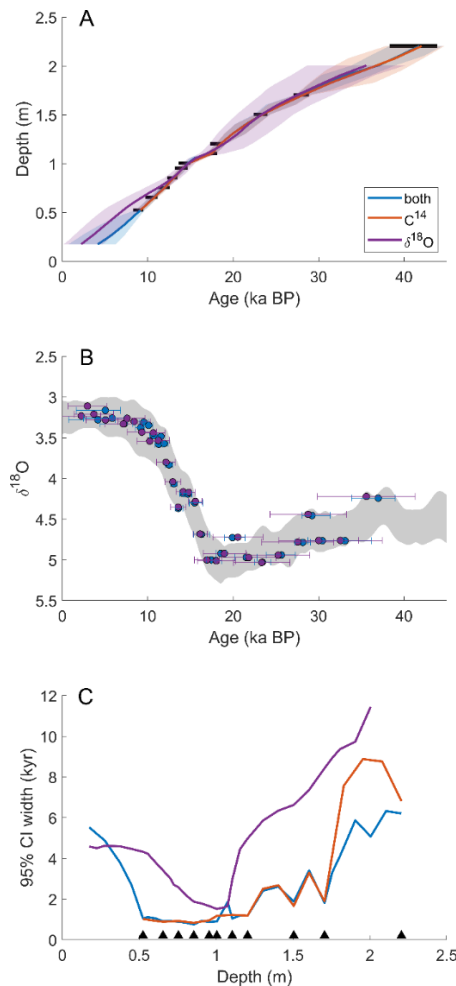 A
2.5
2
1.5
1
0.5
0
Depth (m)
both
C14
δ18O
0 10 20 30 40
Age (ka BP)
B
2.5
3
3.5
4
4.5
5
5.5
δ18O
0 10 20 30 40
Age (ka BP)
C
12
10
8
6
4
2
0
95% CI width (kyr)
0 0.5 1 1.5 2 2.5
Depth (m)